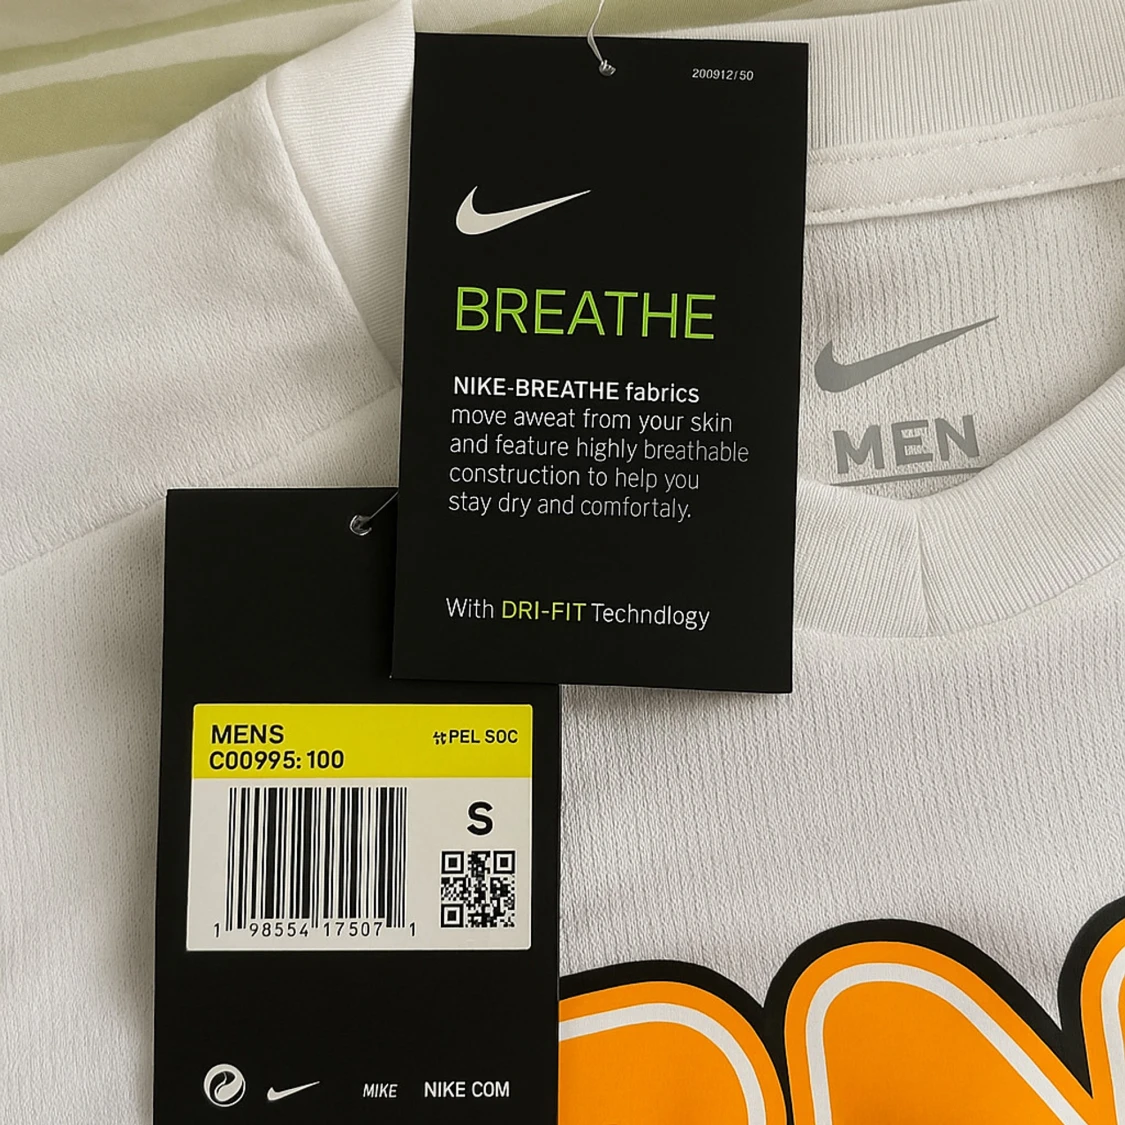 200912/50
BREATHE
NIKE-BREATHE fabrics
move aweat from your skin
and feature highly breathable
construction to help you
stay dry and comfortaly.
With DRI-FIT Techndlogy
MEN
MENS
PEL SOC
C00995: 100
S
1 98554 17507 1
MIKE
NIKE COM